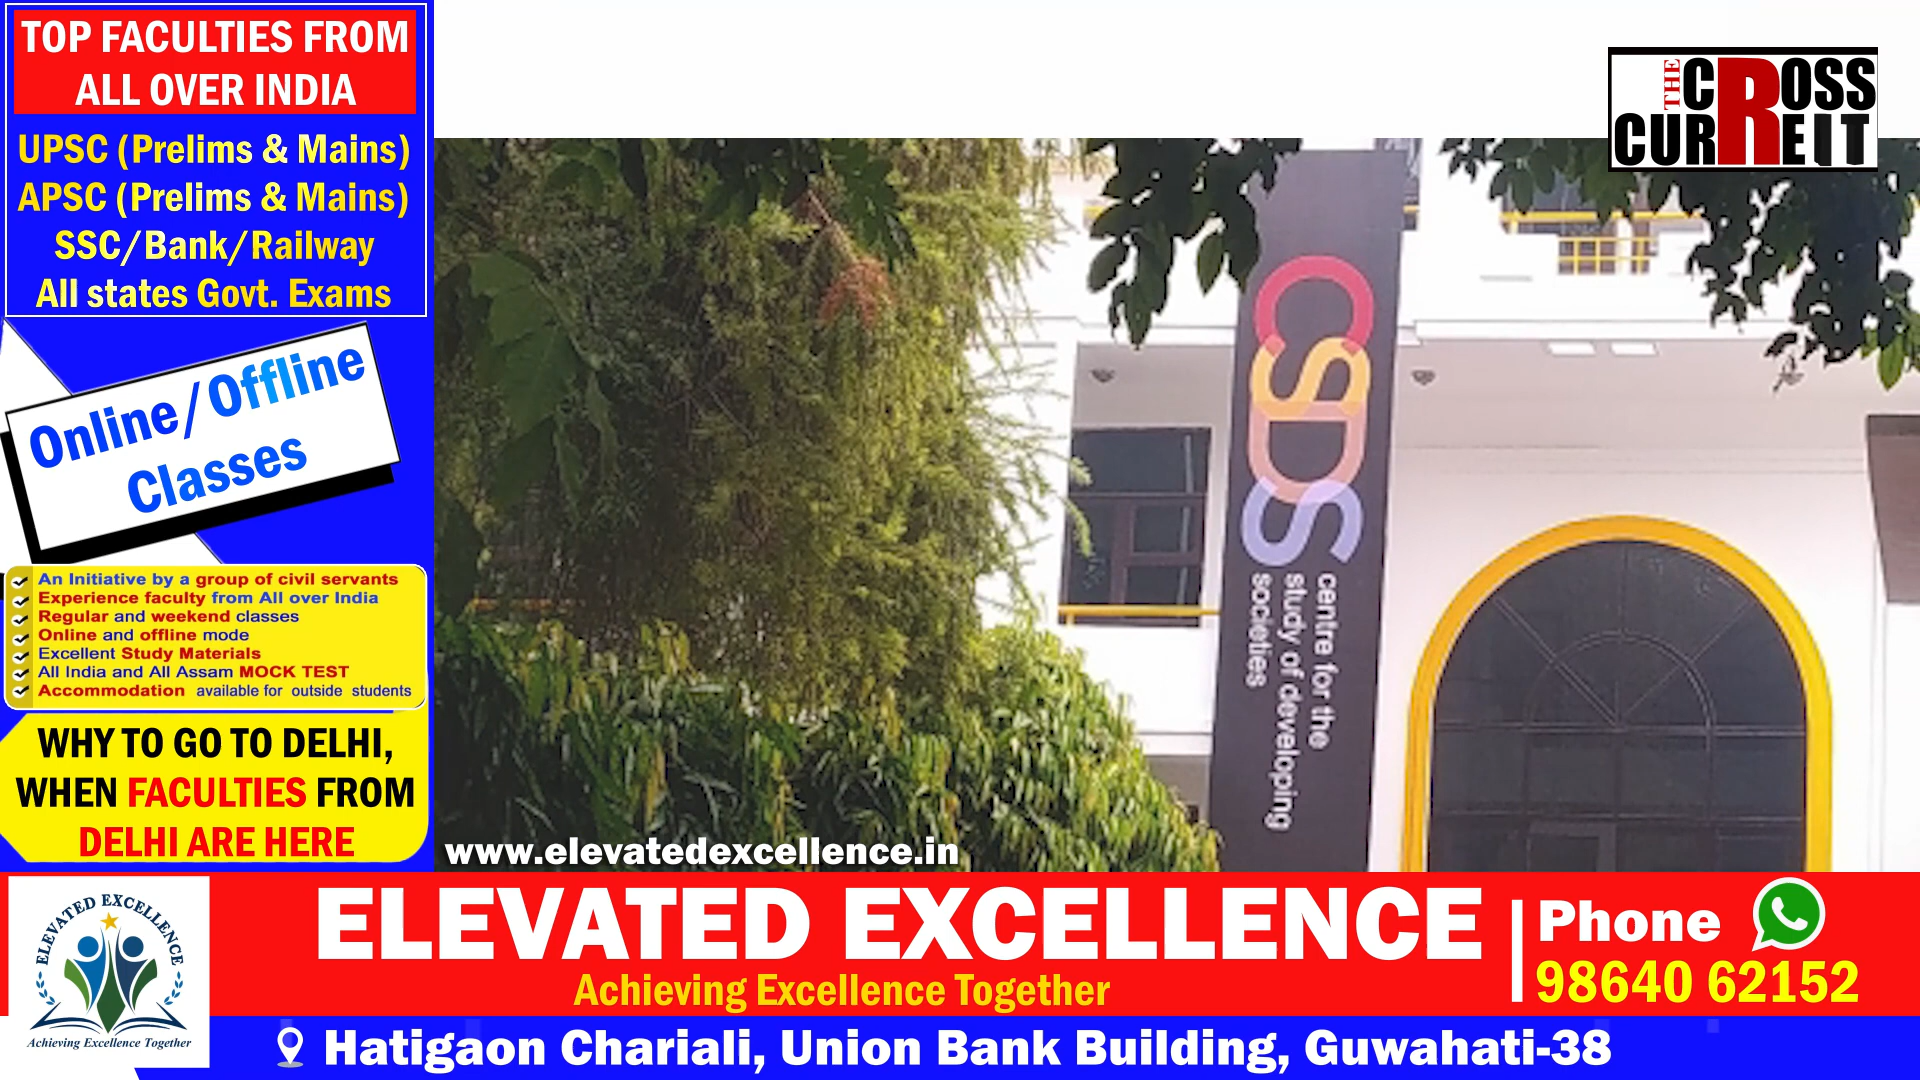 TOP FACULTIES FROM
ALL OVER INDIA
UPSC (Prelims & Mains)
APSC (Prelims & Mains)
SSC/Bank/Railway
All states Govt. Exams
Online/Offline
Classes
An Initiative by a group of civil servants
Experience faculty from All over India
Regular and weekend classes
Online and offline mode
Excellent Study Materials
All India and All Assam MOCK TEST
Accommodation available for outside students
WHY TO GO TO DELHI,
WHEN FACULTIES FROM
DELHI ARE HERE
THE CROSS
CURREIT
CSDS
centre for the
study of developing
societies
www.elevatedexcellence.in
ELEVATED EXCELLENCE
Achieving Excellence Together
ELEVATED EXCELLENCE
Achieving Excellence Together
Phone
98640 62152
Hatigaon Chariali, Union Bank Building, Guwahati-38